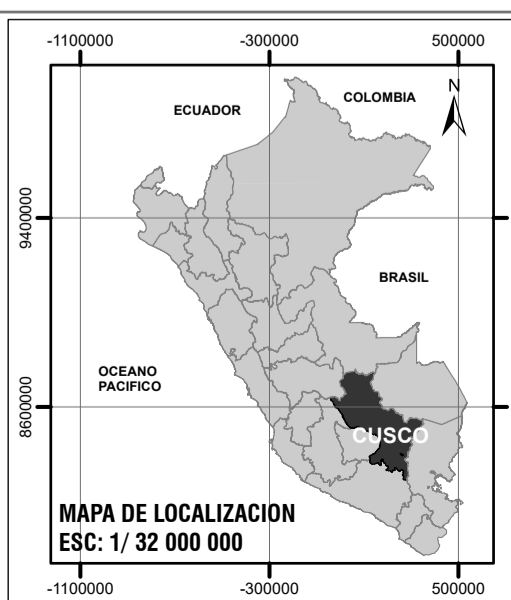 -1100000 -300000 500000
N
COLOMBIA
ECUADOR
9400000
BRASIL
OCEANO
PACIFICO
8600000
CUSCO
MAPA DE LOCALIZACION
ESC: 1/ 32 000 000
-1100000 -300000 500000